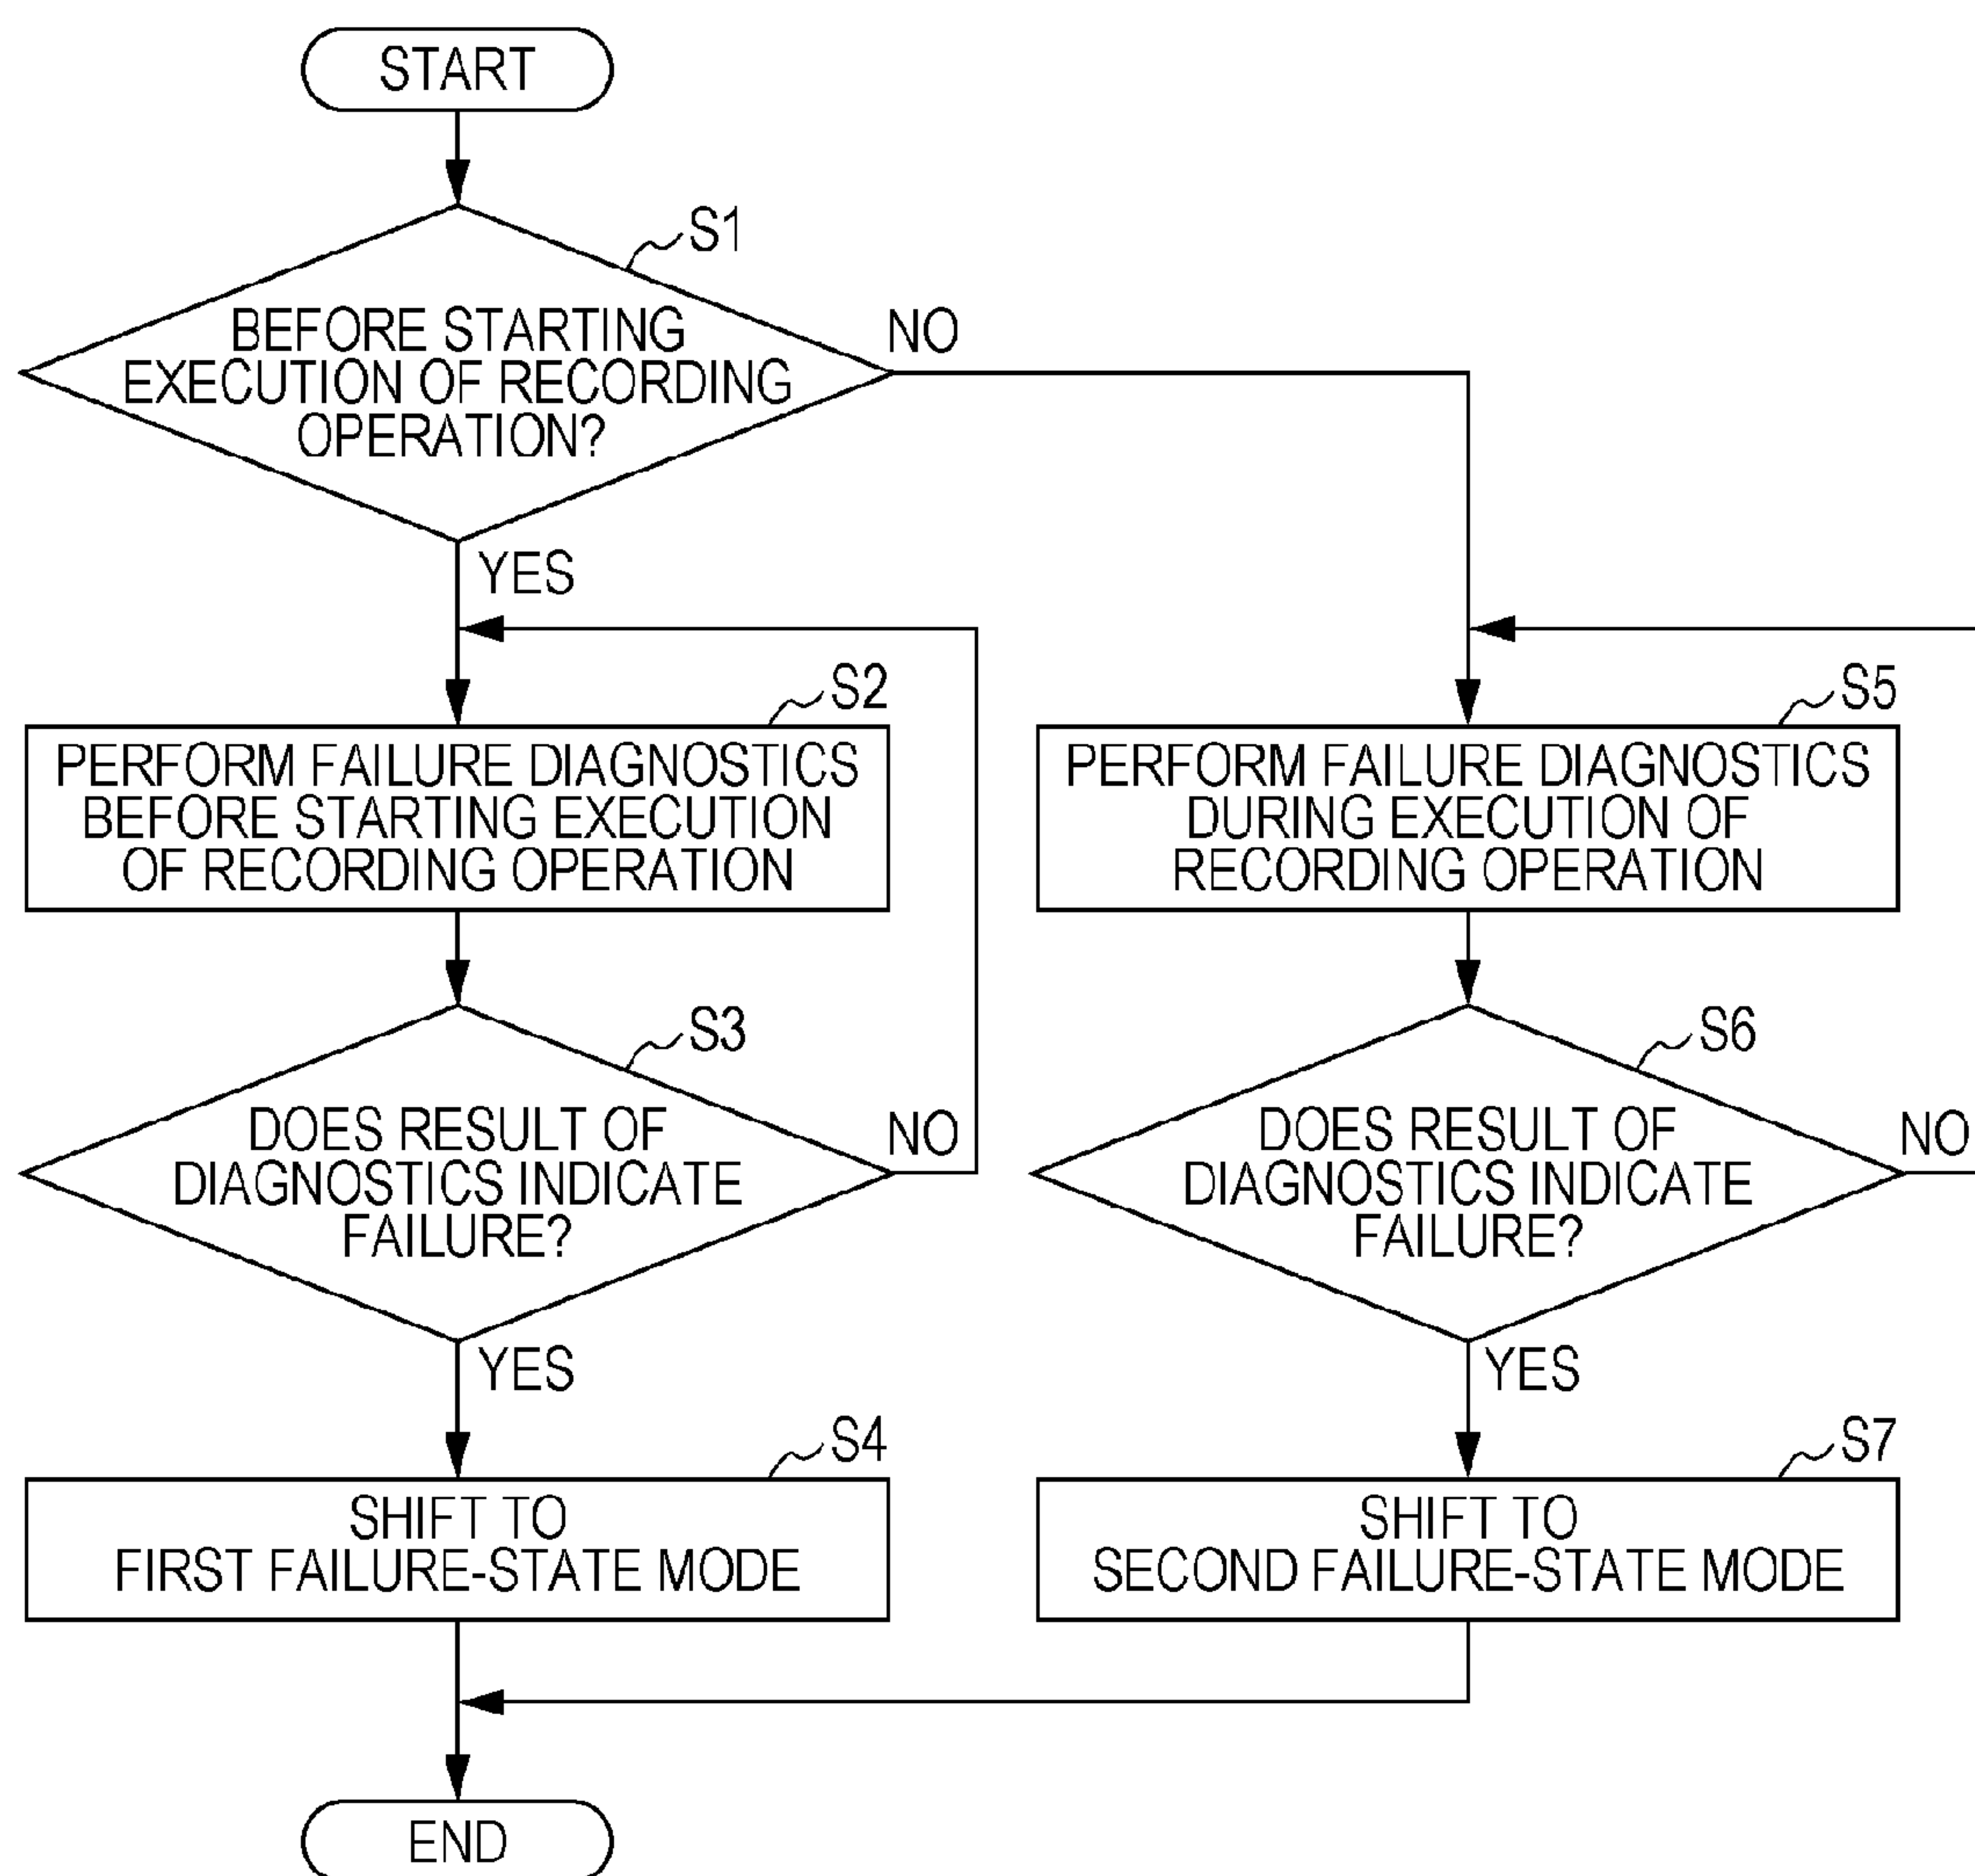 START
S1
BEFORE STARTING
EXECUTION OF RECORDING
OPERATION?
NO
YES
S2
PERFORM FAILURE DIAGNOSTICS
BEFORE STARTING EXECUTION
OF RECORDING OPERATION
S5
PERFORM FAILURE DIAGNOSTICS
DURING EXECUTION OF
RECORDING OPERATION
S3
DOES RESULT OF
DIAGNOSTICS INDICATE
FAILURE?
NO
YES
S6
DOES RESULT OF
DIAGNOSTICS INDICATE
FAILURE?
NO
YES
S4
SHIFT TO
FIRST FAILURE-STATE MODE
S7
SHIFT TO
SECOND FAILURE-STATE MODE
END